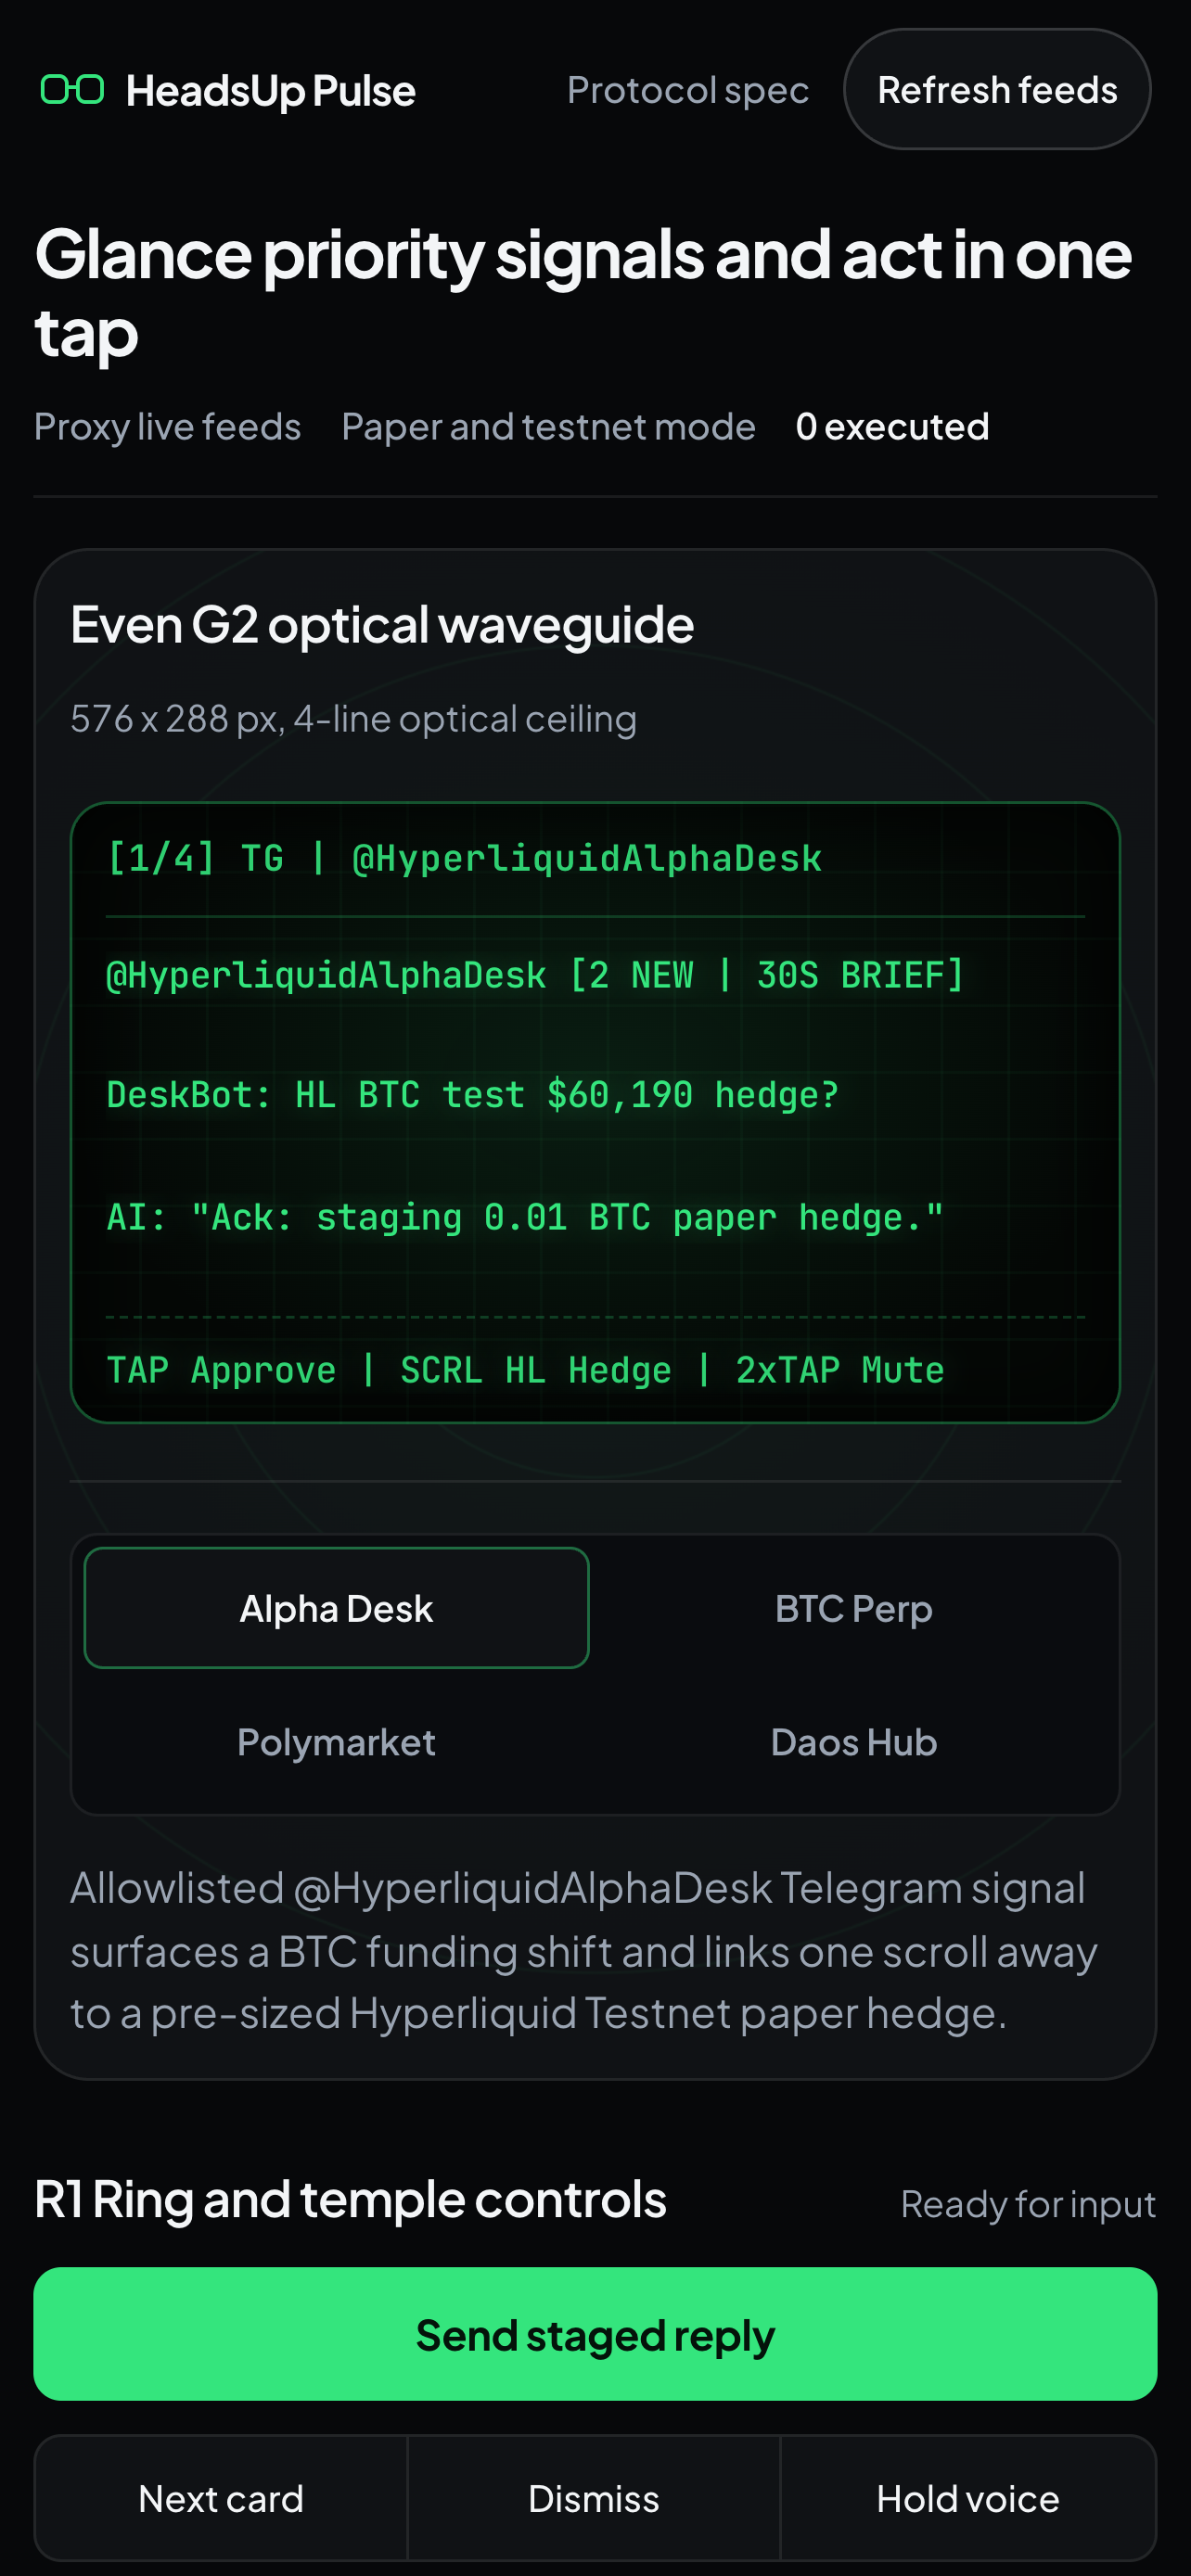 HeadsUp Pulse
Protocol spec
Refresh feeds
Glance priority signals and act in one
tap
Proxy live feeds
Paper and testnet mode
0 executed
Even G2 optical waveguide
576 x 288 px, 4-line optical ceiling
[1/4] TG | @HyperliquidAlphaDesk
@HyperliquidAlphaDesk [2 NEW | 30S BRIEF]
DeskBot: HL BTC test $60,190 hedge?
AI: "Ack: staging 0.01 BTC paper hedge."
TAP Approve | SCRL HL Hedge | 2xTAP Mute
Alpha Desk
BTC Perp
Polymarket
Daos Hub
Allowlisted @HyperliquidAlphaDesk Telegram signal
surfaces a BTC funding shift and links one scroll away
to a pre-sized Hyperliquid Testnet paper hedge.
R1 Ring and temple controls
Ready for input
Send staged reply
Next card
Dismiss
Hold voice